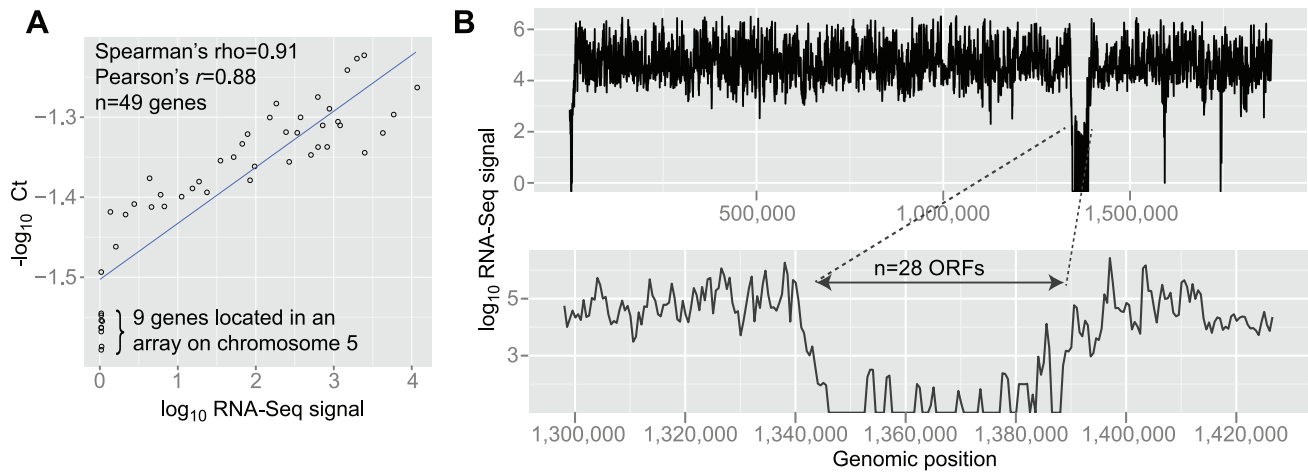 A
Spearman's rho=0.91
Pearson's r=0.88
n=49 genes
-log10 Ct
−1.3
−1.4
−1.5
9 genes located in an
array on chromosome 5
0 1 2 3 4
log10 RNA-Seq signal
B
log10 RNA-Seq signal
6
4
2
0
500,000 1,000,000 1,500,000
n=28 ORFs
5
3
1,300,000 1,320,000 1,340,000 1,360,000 1,380,000 1,400,000 1,420,000
Genomic position